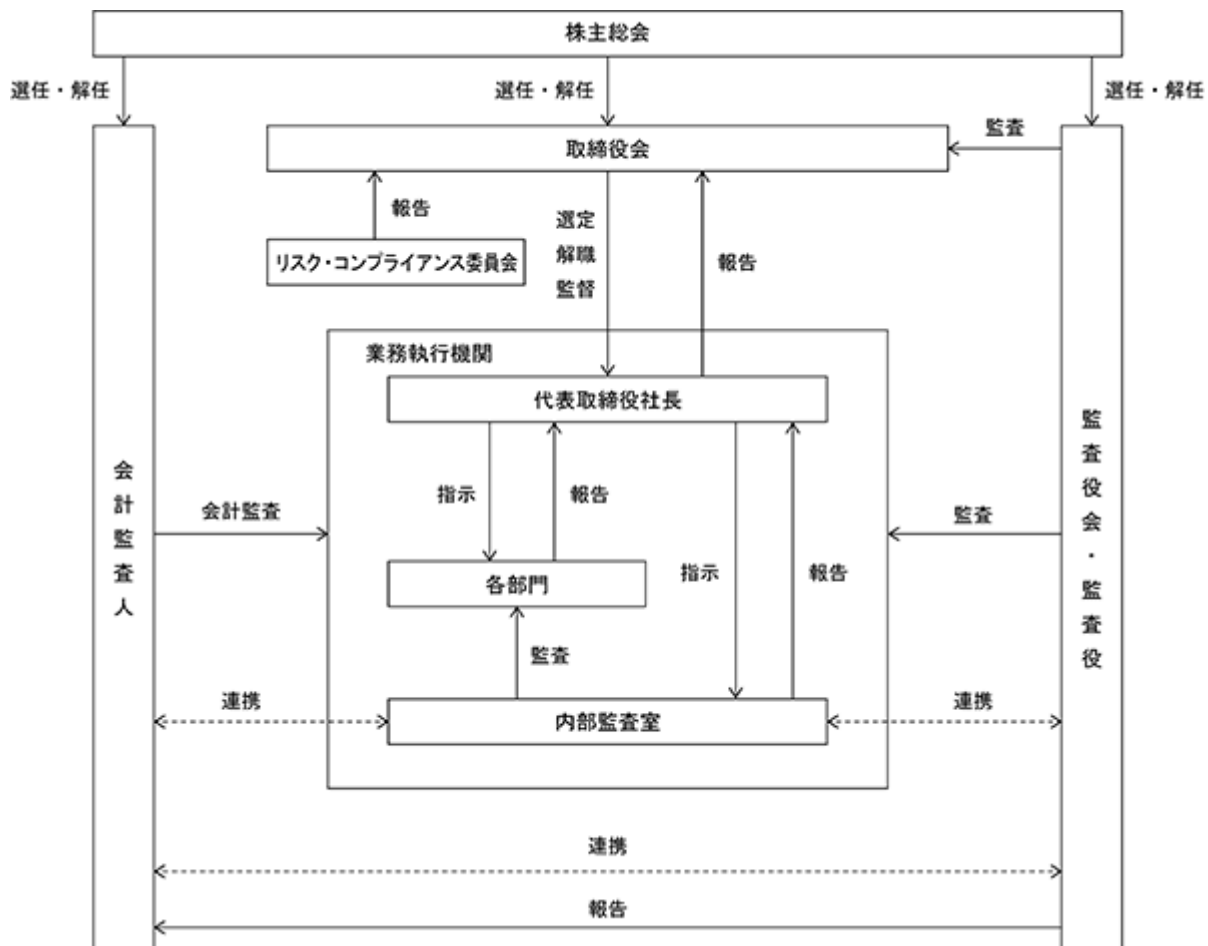 株主総会
選任・解任
選任・解任
選任・解任
取締役会
監査
報告
選定
解職
監督
報告
リスク・コンプライアンス委員会
業務執行機関
代表取締役社長
会計監査人
監査役会・監査役
指示
報告
会計監査
監査
各部門
指示
報告
監査
連携
内部監査室
連携
連携
報告